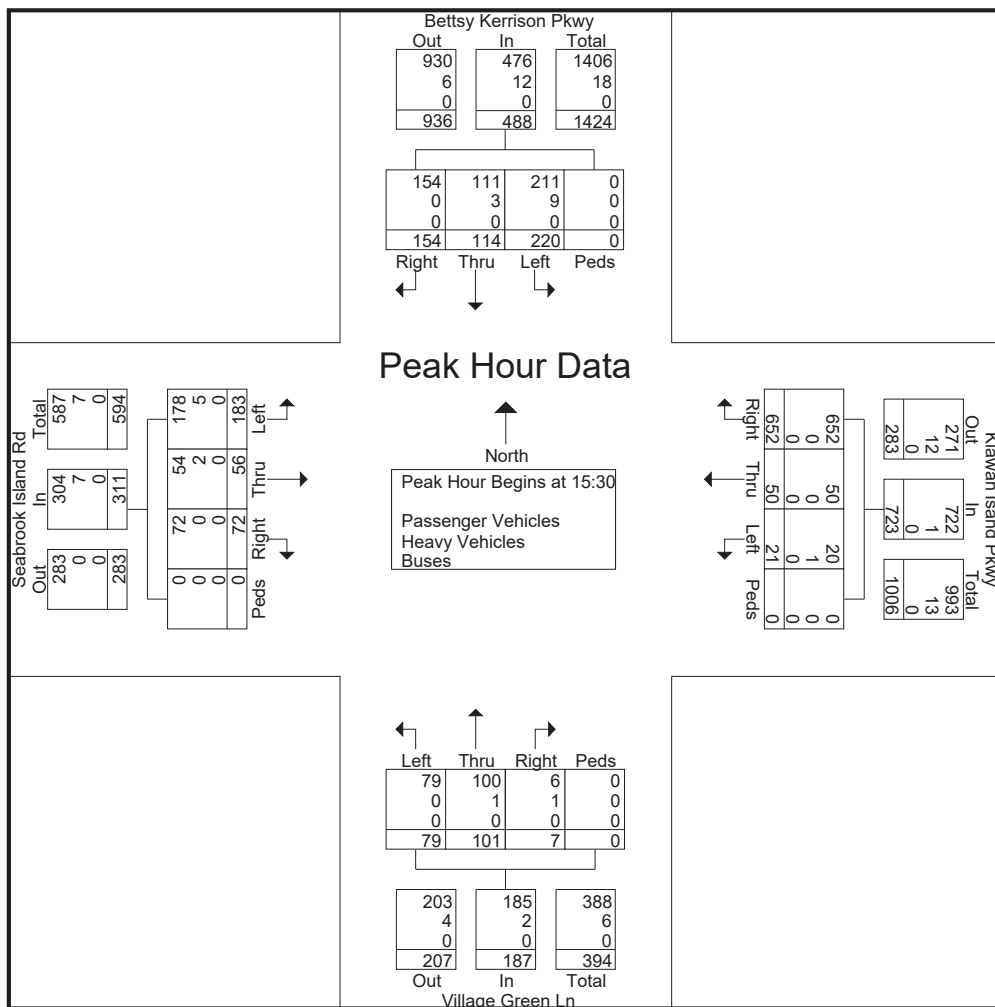 Bettsy Kerrison Pkwy
Out In Total
930 476 1406
6 12 18
0 0 0
936 488 1424
154 111 211 0
0 3 9 0
0 0 0 0
154 114 220 0
Right Thru Left Peds
Peak Hour Data
Seabrook Island Rd
Out In Total
283 304 587
0 7 7
0 0 0
283 311 594
0 72 54 178
0 0 2 5
0 0 0 0
0 72 56 183
Peds Right Thru Left
North
Peak Hour Begins at 15:30
Passenger Vehicles
Heavy Vehicles
Buses
Kiawan Isand Pkwy
Out In Total
271 722 993
12 1 13
0 0 0
283 723 1006
652 50 20 0
0 0 1 0
0 0 0 0
652 50 21 0
Right Thru Left Peds
Left Thru Right Peds
79 100 6 0
0 1 1 0
0 0 0 0
79 101 7 0
203 185 388
4 2 6
0 0 0
207 187 394
Out In Total
Village Green Ln